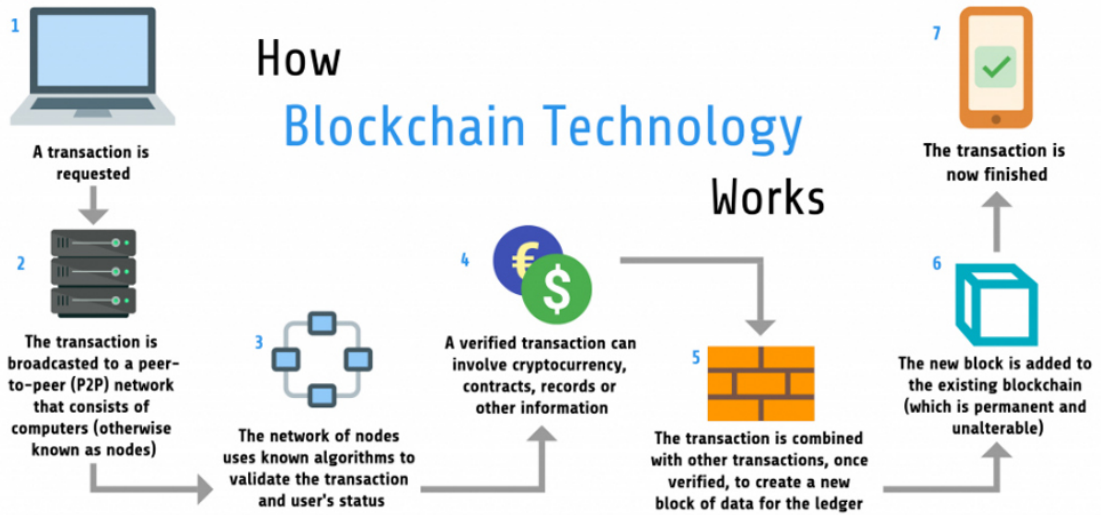 How
Blockchain Technology
Works
1
A transaction is
requested
2
The transaction is
broadcasted to a peer-
to-peer (P2P) network
that consists of
computers (otherwise
known as nodes)
3
The network of nodes
uses known algorithms to
validate the transaction
and user's status
4
€
$
A verified transaction can
involve cryptocurrency,
contracts, records or
other information
5
The transaction is combined
with other transactions, once
verified, to create a new
block of data for the ledger
6
The new block is added to
the existing blockchain
(which is permanent and
unalterable)
7
The transaction is
now finished